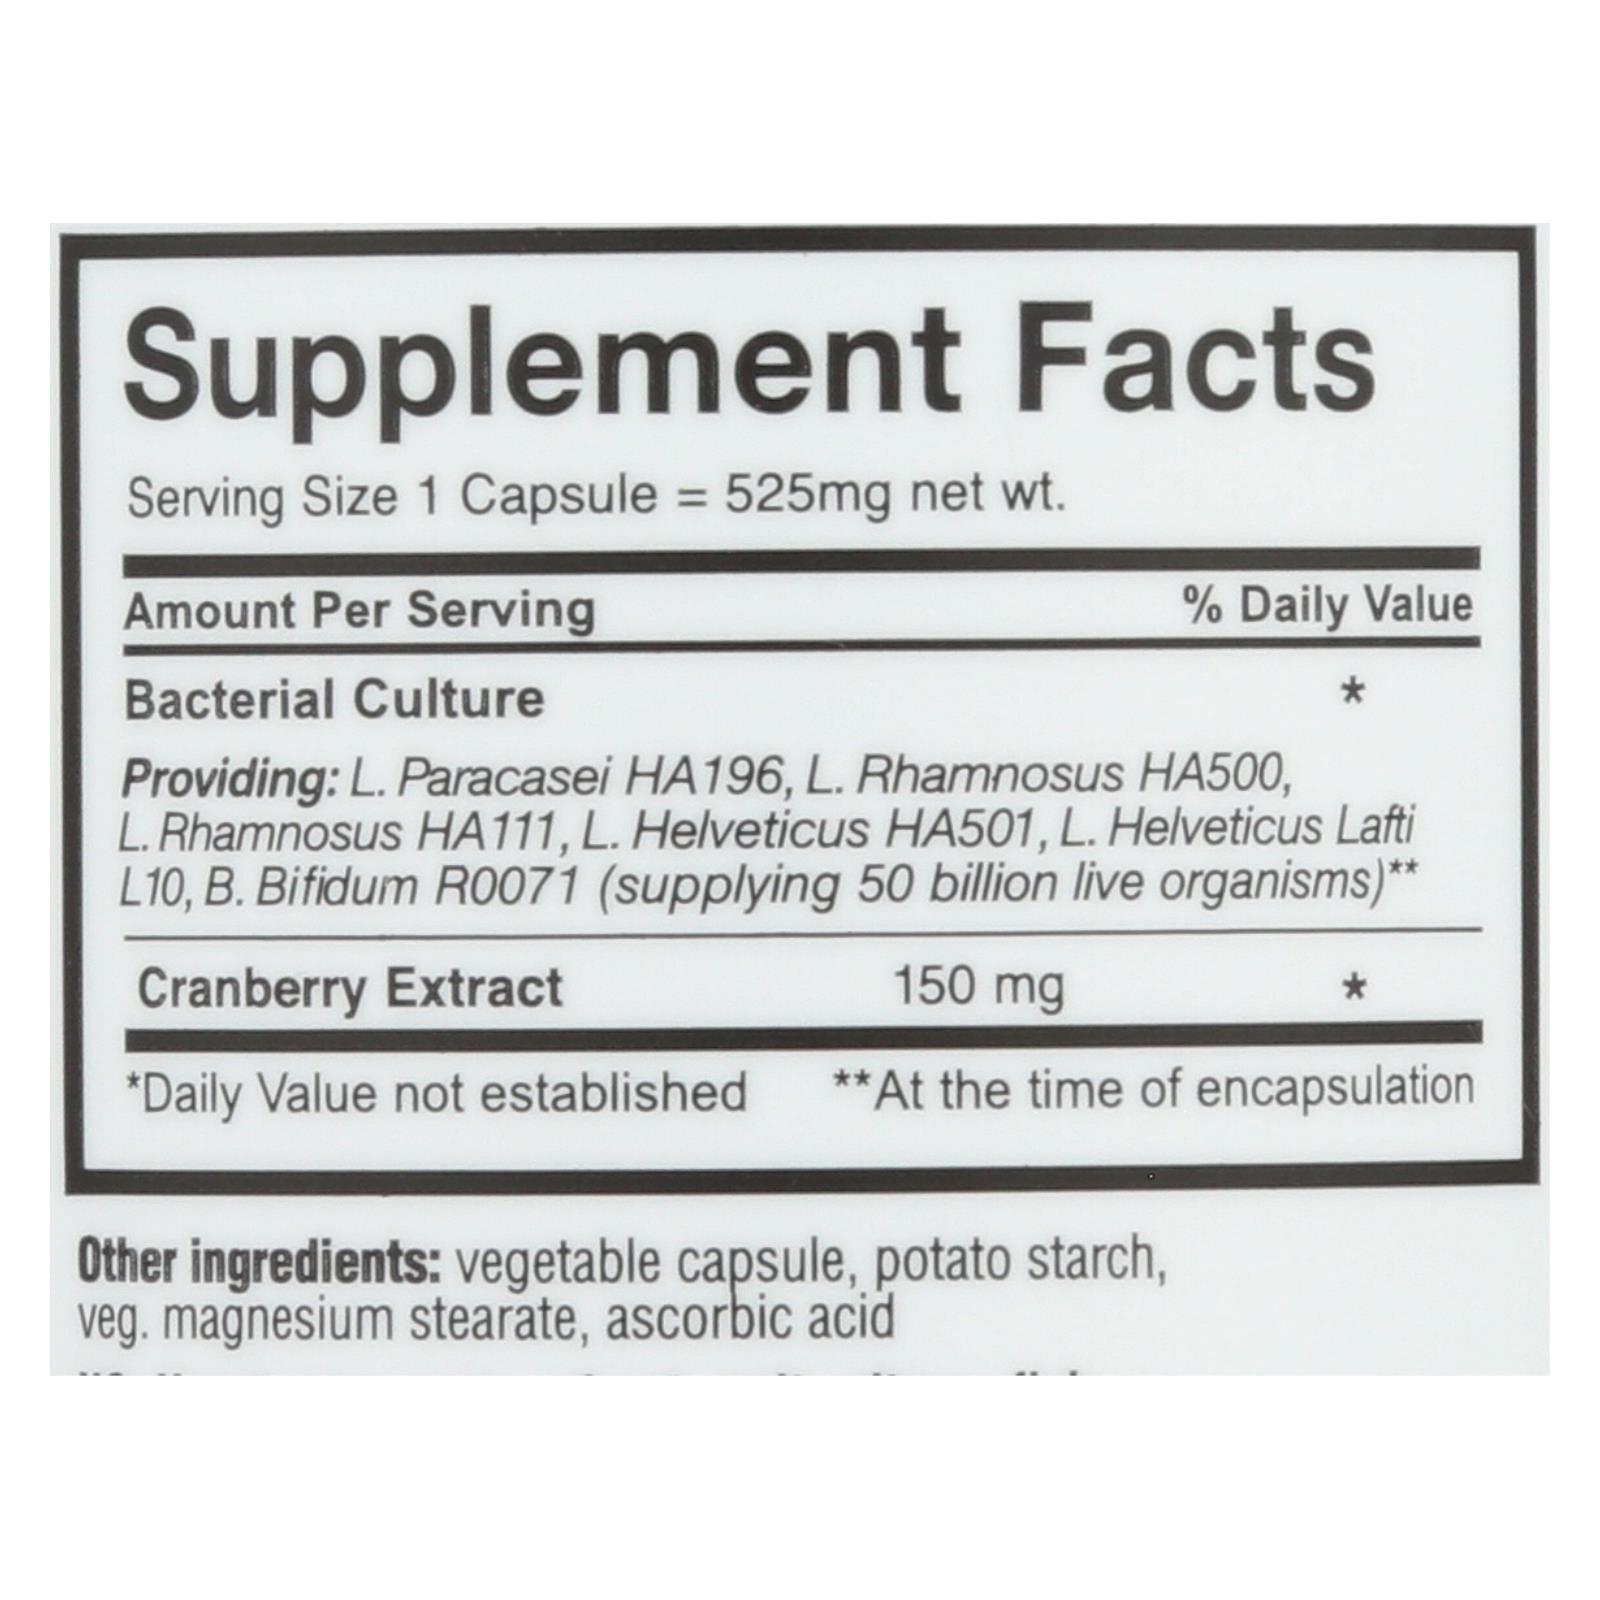 Supplement Facts
Serving Size 1 Capsule = 525mg net wt.
Amount Per Serving % Daily Value
Bacterial Culture *
Providing: L. Paracasei HA196, L. Rhamnosus HA500,
L. Rhamnosus HA111, L. Helveticus HA501, L. Helveticus Lafti
L10, B. Bifidum R0071 (supplying 50 billion live organisms)**
Cranberry Extract 150 mg *
*Daily Value not established **At the time of encapsulation
Other ingredients: vegetable capsule, potato starch,
veg. magnesium stearate, ascorbic acid